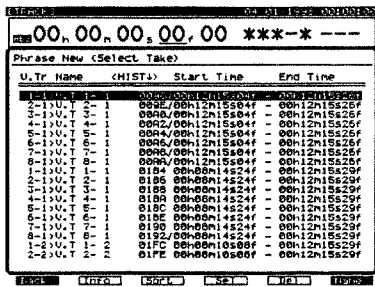 00h 00m 00s 00f 00 ***-* ---
Phrase New (Select Take)
V.Tr Name (HIST↓) Start Time End Time
2-1>V.T 2- 1 009E/00h12m15s04f - 00h12m15s26f
3-1>V.T 3- 1 00A0/00h12m15s04f - 00h12m15s26f
4-1>V.T 4- 1 00A2/00h12m15s04f - 00h12m15s26f
5-1>V.T 5- 1 00A4/00h12m15s04f - 00h12m15s26f
6-1>V.T 6- 1 00A6/00h12m15s04f - 00h12m15s26f
7-1>V.T 7- 1 00A8/00h12m15s04f - 00h12m15s26f
8-1>V.T 8- 1 00AA/00h12m15s04f - 00h12m15s26f
1-1>V.T 1- 1 0184 00h08m14s24f - 00h12m15s29f
2-1>V.T 2- 1 0186 00h08m14s24f - 00h12m15s29f
3-1>V.T 3- 1 0188 00h08m14s24f - 00h12m15s29f
4-1>V.T 4- 1 018A 00h08m14s24f - 00h12m15s29f
5-1>V.T 5- 1 018C 00h08m14s24f - 00h12m15s29f
6-1>V.T 6- 1 018E 00h08m14s24f - 00h12m15s29f
7-1>V.T 7- 1 0190 00h08m14s24f - 00h12m15s29f
8-1>V.T 8- 1 0192/00h08m14s24f - 00h12m15s29f
1-2>V.T 1- 2 01FC 00h08m10s08f - 00h12m10s08f
2-2>V.T 2- 2 01FE 00h08m10s08f - 00h12m10s08f
Back Info Sort Sel Del Name